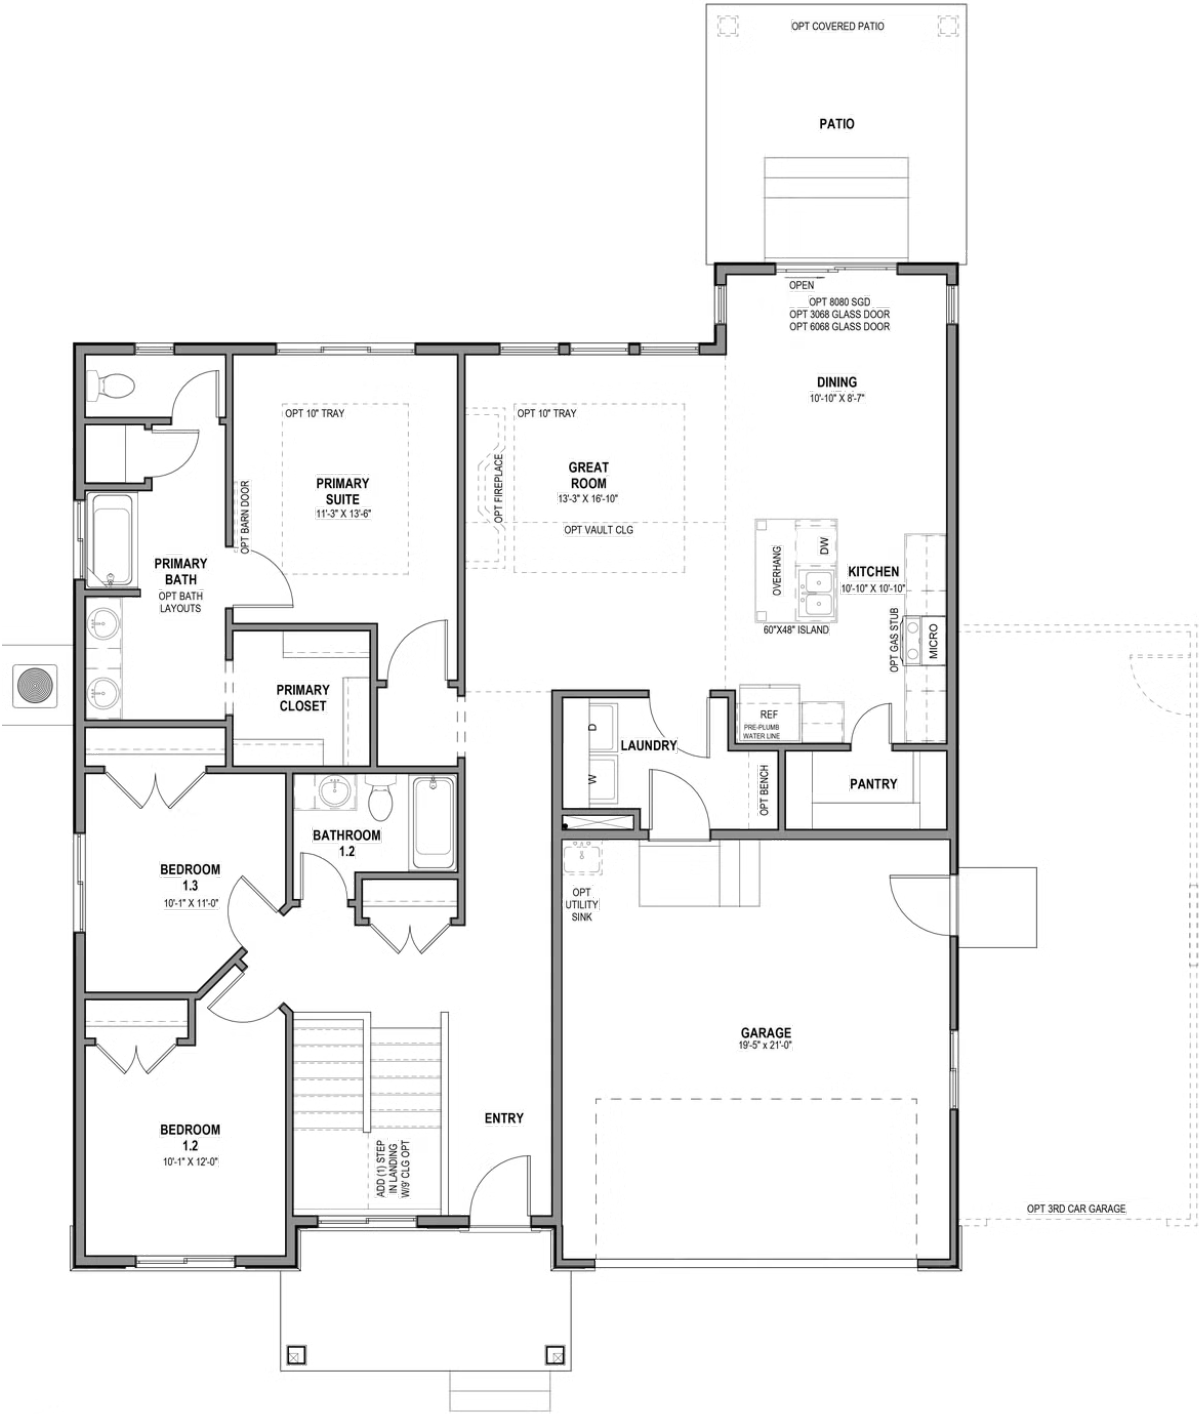 OPT COVERED PATIO
PATIO
OPEN
OPT 8080 SGD
OPT 3068 GLASS DOOR
OPT 6068 GLASS DOOR
DINING
10'-10" X 8'-7"
OPT 10" TRAY
OPT 10" TRAY
PRIMARY
SUITE
11'-3" X 13'-6"
GREAT
ROOM
13'-3" X 16'-10"
OPT FIREPLACE
OPT VAULT CLG
OPT BARN DOOR
PRIMARY
BATH
OPT BATH
LAYOUTS
OVERHANG
DW
KITCHEN
10'-10" X 10'-10"
60"X48" ISLAND
OPT GAS STUB
MICRO
PRIMARY
CLOSET
REF
PRE-PLUMB
WATER LINE
D
LAUNDRY
W
OPT BENCH
PANTRY
BATHROOM
1.2
BEDROOM
1.3
10'-1" X 11'-0"
OPT
UTILITY
SINK
GARAGE
19'-5" x 21'-0"
BEDROOM
1.2
10'-1" X 12'-0"
ENTRY
ADD (1) STEP
IN LANDING
W/9' CLG OPT
OPT 3RD CAR GARAGE